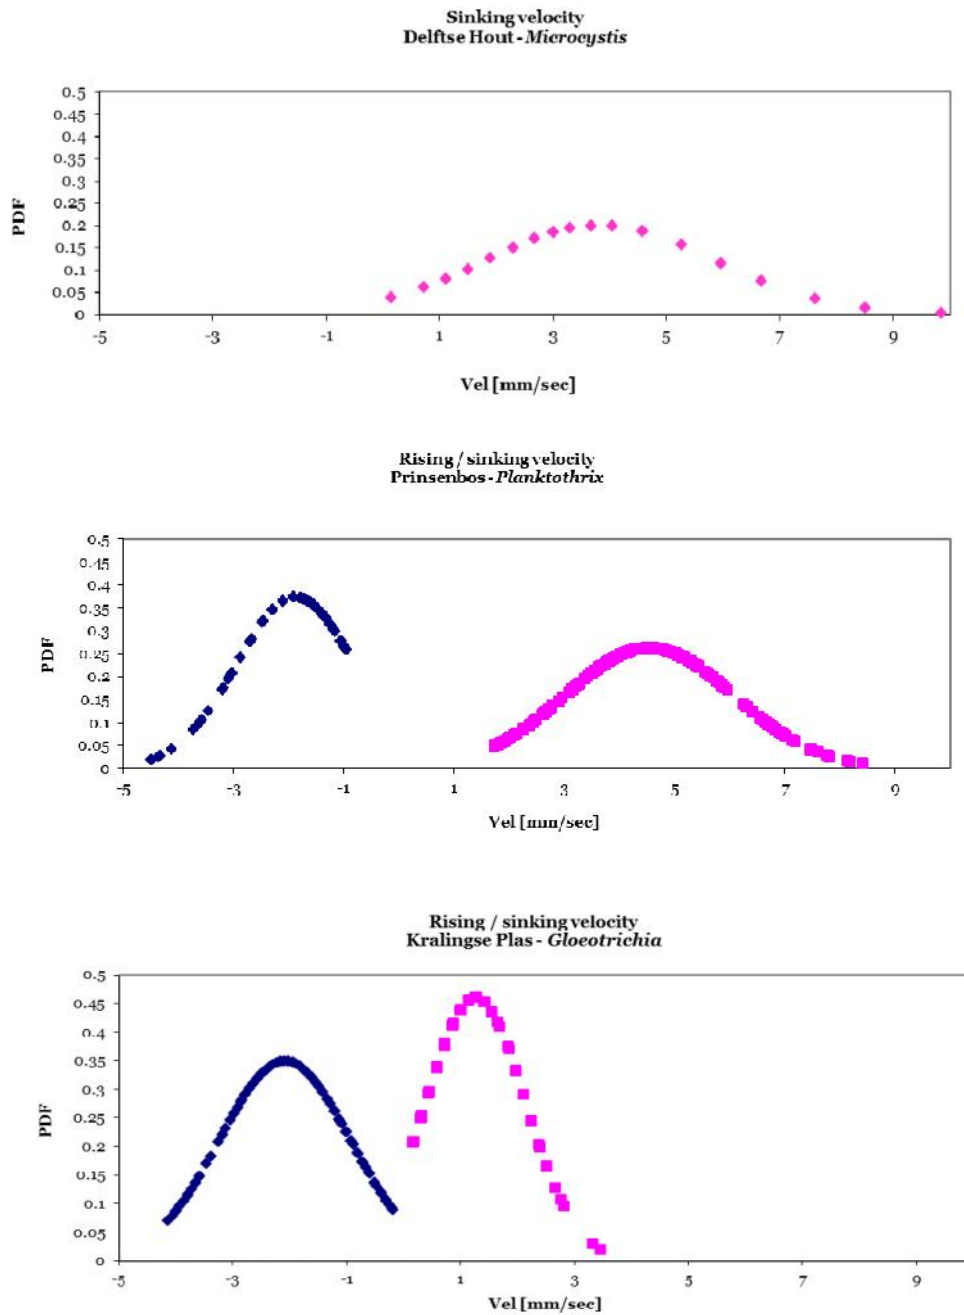 Sinking velocity
Delftse Hout - Microcystis
0.5
0.45
0.4
0.35
0.3
0.25
0.2
0.15
0.1
0.05
0
PDF
-5 -3 -1 1 3 5 7 9
Vel [mm/sec]
Rising / sinking velocity
Prinsenbos - Planktothrix
0.5
0.45
0.4
0.35
0.3
0.25
0.2
0.15
0.1
0.05
0
PDF
-5 -3 -1 1 3 5 7 9
Vel [mm/sec]
Rising / sinking velocity
Kralingse Plas - Gloeotrichia
0.5
0.45
0.4
0.35
0.3
0.25
0.2
0.15
0.1
0.05
0
PDF
-5 -3 -1 1 3 5 7 9
Vel [mm/sec]